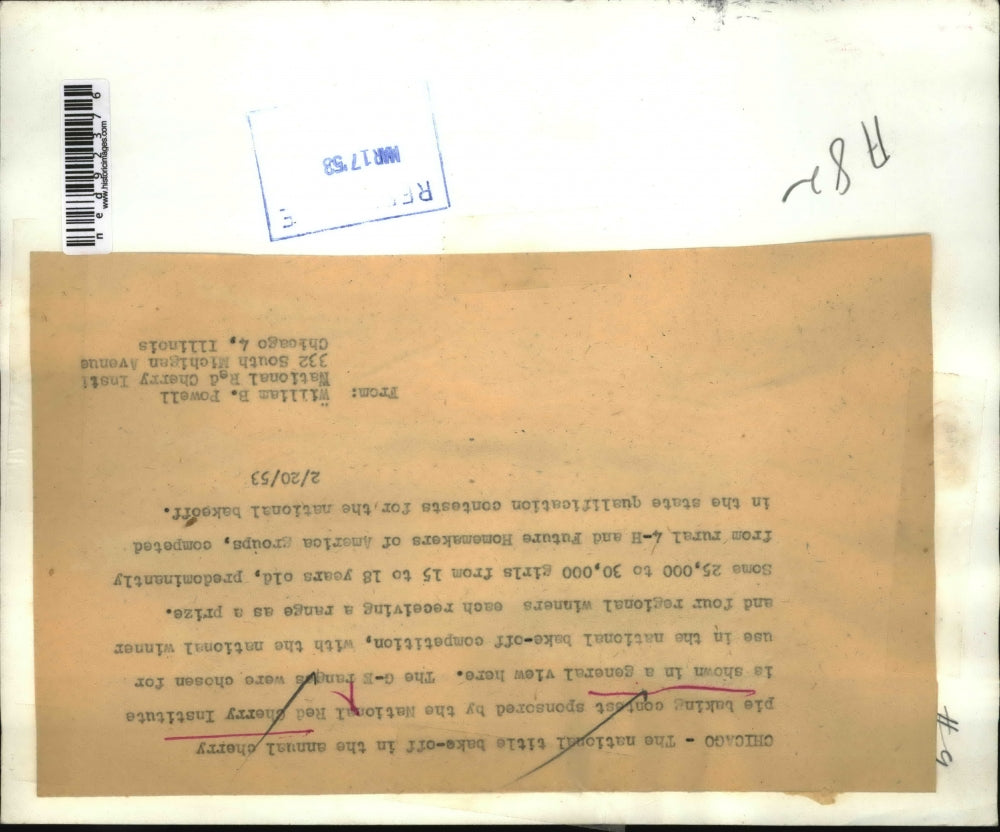 CHICAGO - The national title bake-off in the annual cherry
pie baking contest sponsored by the National Red Cherry Institute
is shown in a general view here. The G-E ranges were chosen for
use in the national bake-off competition, with the national winner
and four regional winners each receiving a range as a prize.
Some 25,000 to 30,000 girls from 15 to 18 years old, predominantly
from rural 4-H and Future Homemakers of America groups, competed
in the state qualification contests for the national bakeoff.
2/20/53
From: William B. Powell
National Red Cherry Insti
332 South Michigan Avenue
Chicago 4, Illinois
MAR 17 '53
ned92376
www.historicimages.com